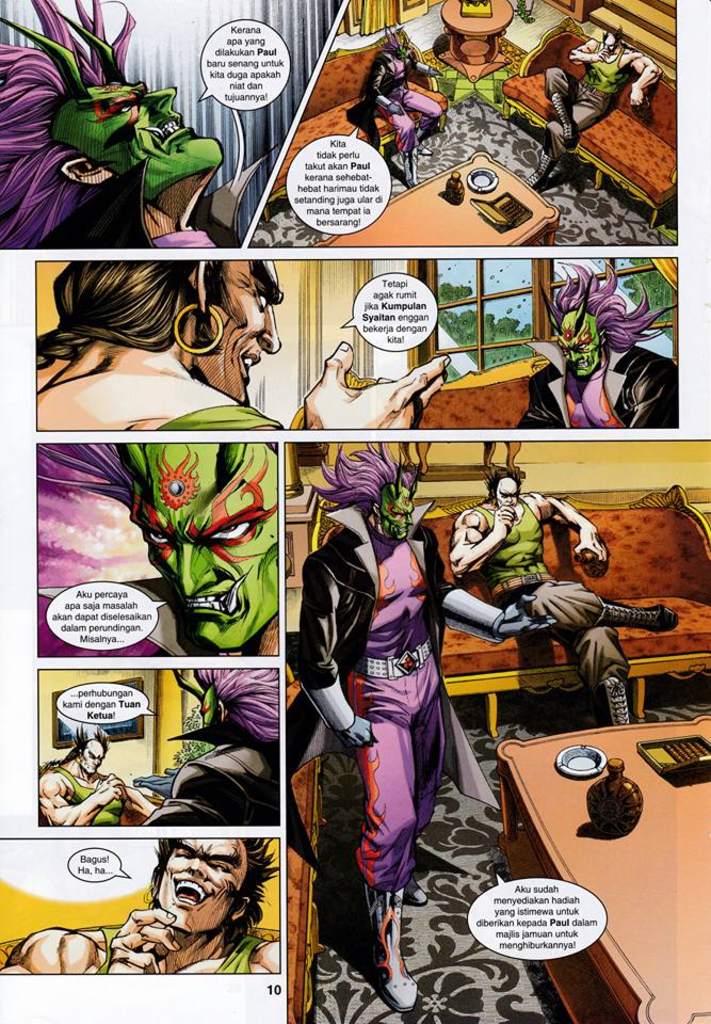 Kerana
apa yang
dilakukan Paul
baru senang untuk
kita duga apakah
niat dan
tujuannya!
Kita
tidak perlu
takut akan Paul
kerana sehebat-
hebat harimau tidak
setanding juga ular di
mana tempat ia
bersarang!
Tetapi
agak rumit
jika Kumpulan
Syaitan enggan
bekerja dengan
kita!
Aku percaya
apa saja masalah
akan dapat diselesaikan
dalam perundingan.
Misalnya...
...perhubungan
kami dengan Tuan
Ketua!
Bagus!
Ha, ha...
Aku sudah
menyediakan hadiah
yang istimewa untuk
diberikan kepada Paul dalam
majlis jamuan untuk
menghiburkannya!
10